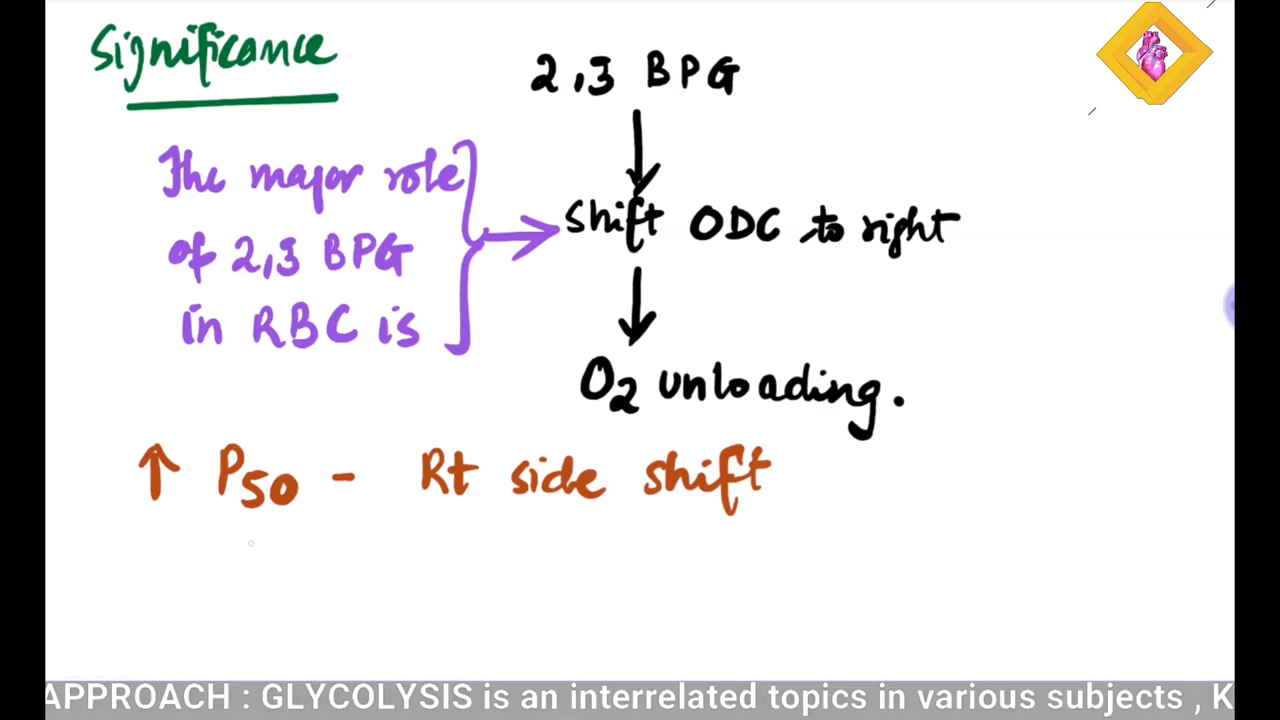 Significance
2,3 BPG
The major role
of 2,3 BPG
in RBC is
Shift ODC to right
O2 unloading.
↑ P50 - Rt side shift
APPROACH : GLYCOLYSIS is an interrelated topics in various subjects , K